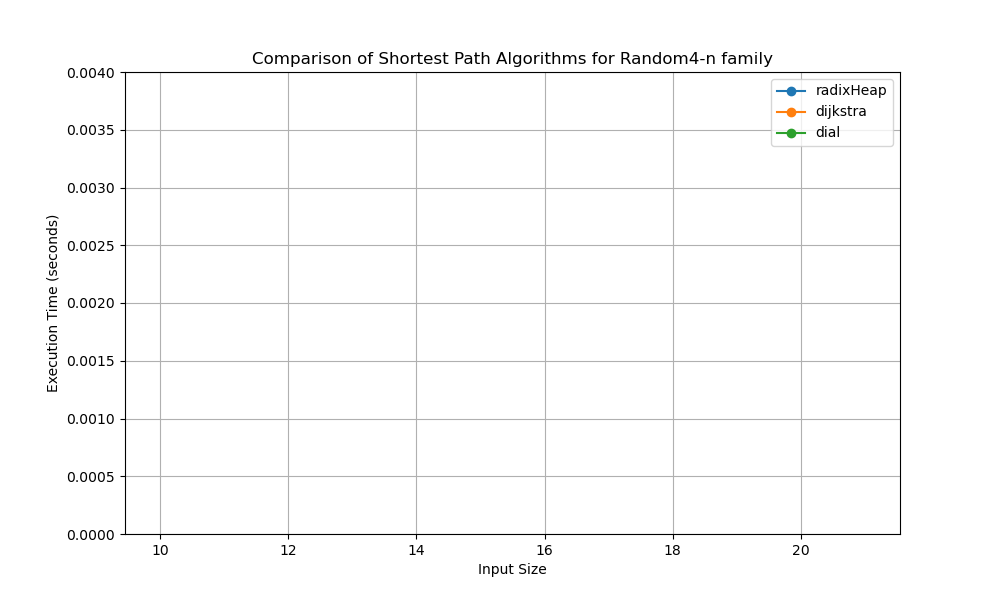 Comparison of Shortest Path Algorithms for Random4-n family
0.0040
0.0035
0.0030
0.0025
0.0020
0.0015
0.0010
0.0005
0.0000
Execution Time (seconds)
radixHeap
dijkstra
dial
10 12 14 16 18 20
Input Size